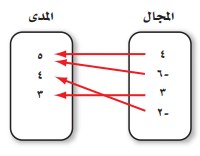 المجال المدى
٤ ٥
-٦ ٤
٣ ٣
-٢